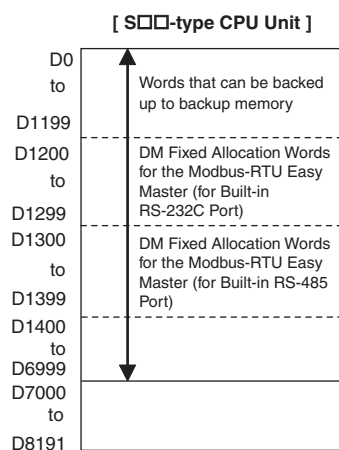 [ S□□-type CPU Unit ]
D0
to
D1199
Words that can be backed
up to backup memory
D1200
to
D1299
DM Fixed Allocation Words
for the Modbus-RTU Easy
Master (for Built-in
RS-232C Port)
D1300
to
D1399
DM Fixed Allocation Words
for the Modbus-RTU Easy
Master (for Built-in RS-485
Port)
D1400
to
D6999
D7000
to
D8191